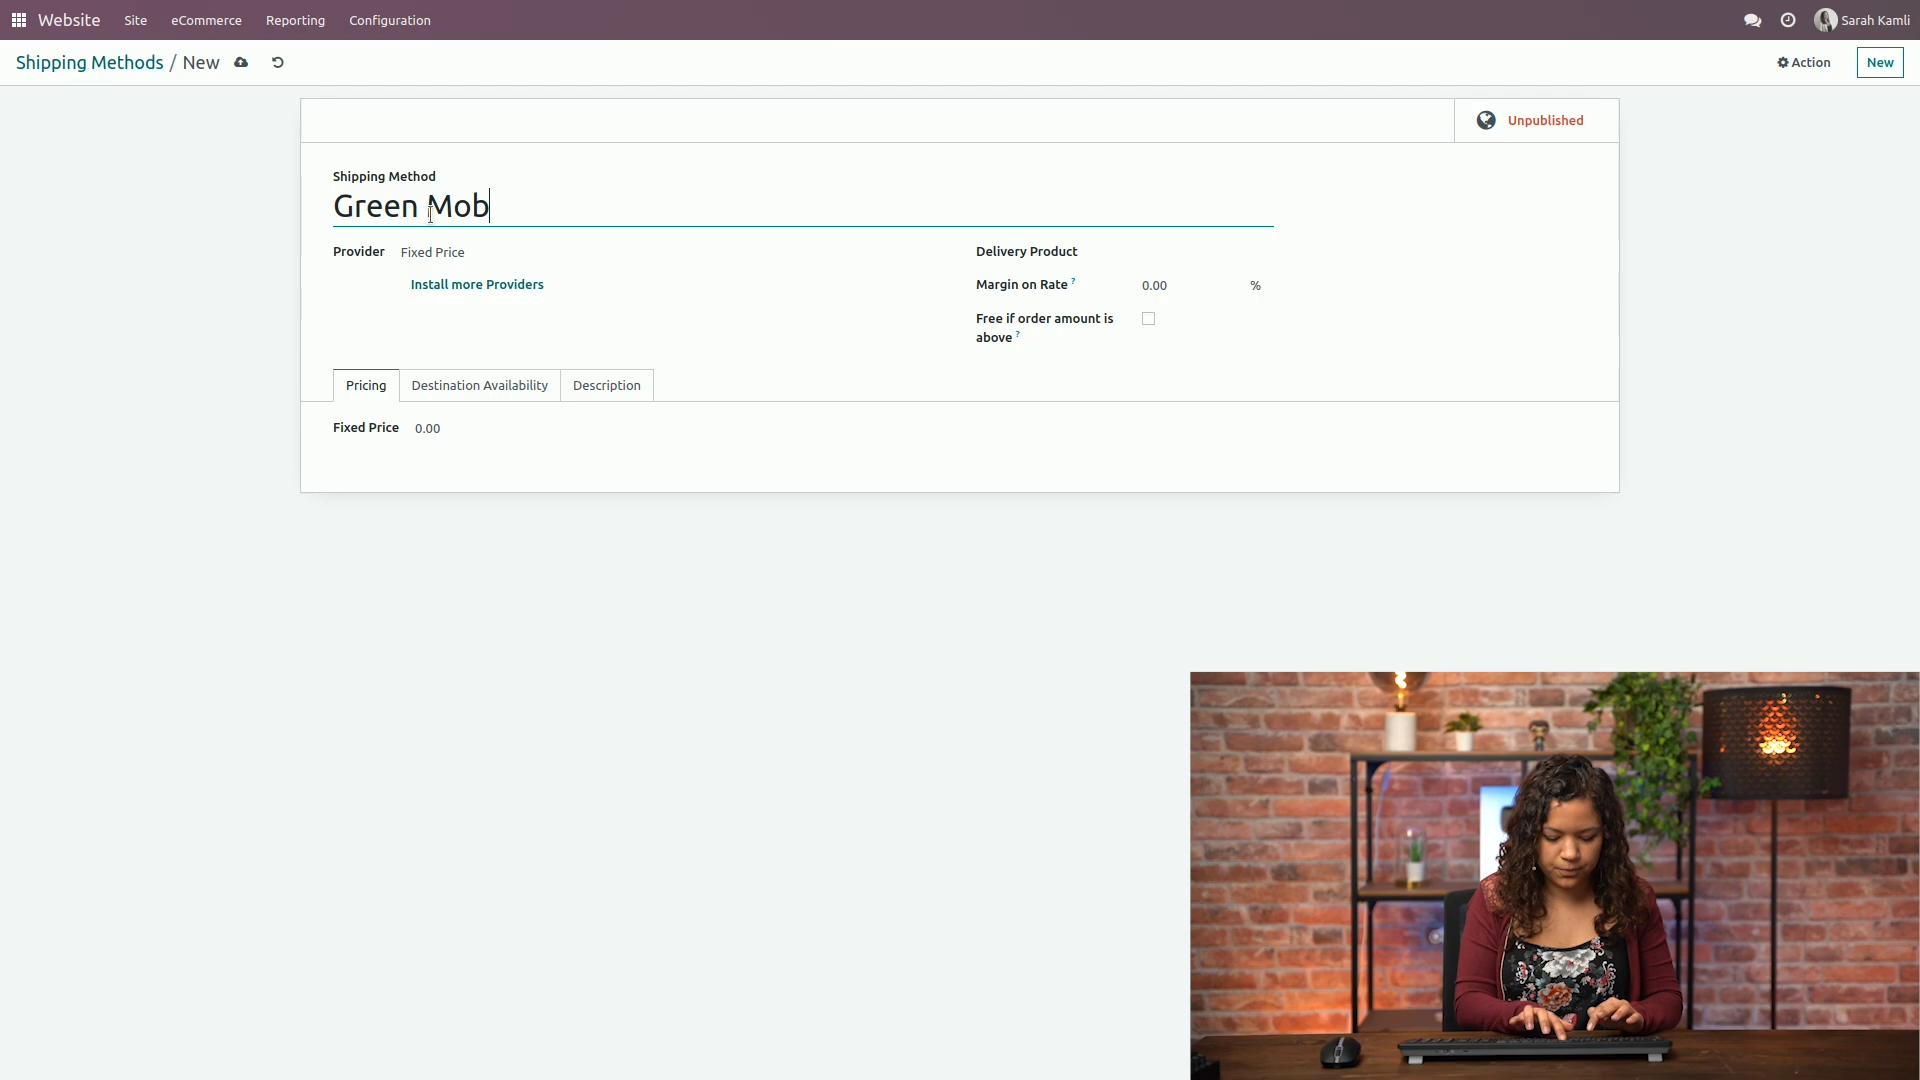 Website Site eCommerce Reporting Configuration Sarah Kamli
Shipping Methods / New Action New
Unpublished
Shipping Method
Green Mob
Provider Fixed Price
Install more Providers
Delivery Product
Margin on Rate ? 0.00 %
Free if order amount is
above ?
Pricing Destination Availability Description
Fixed Price 0.00